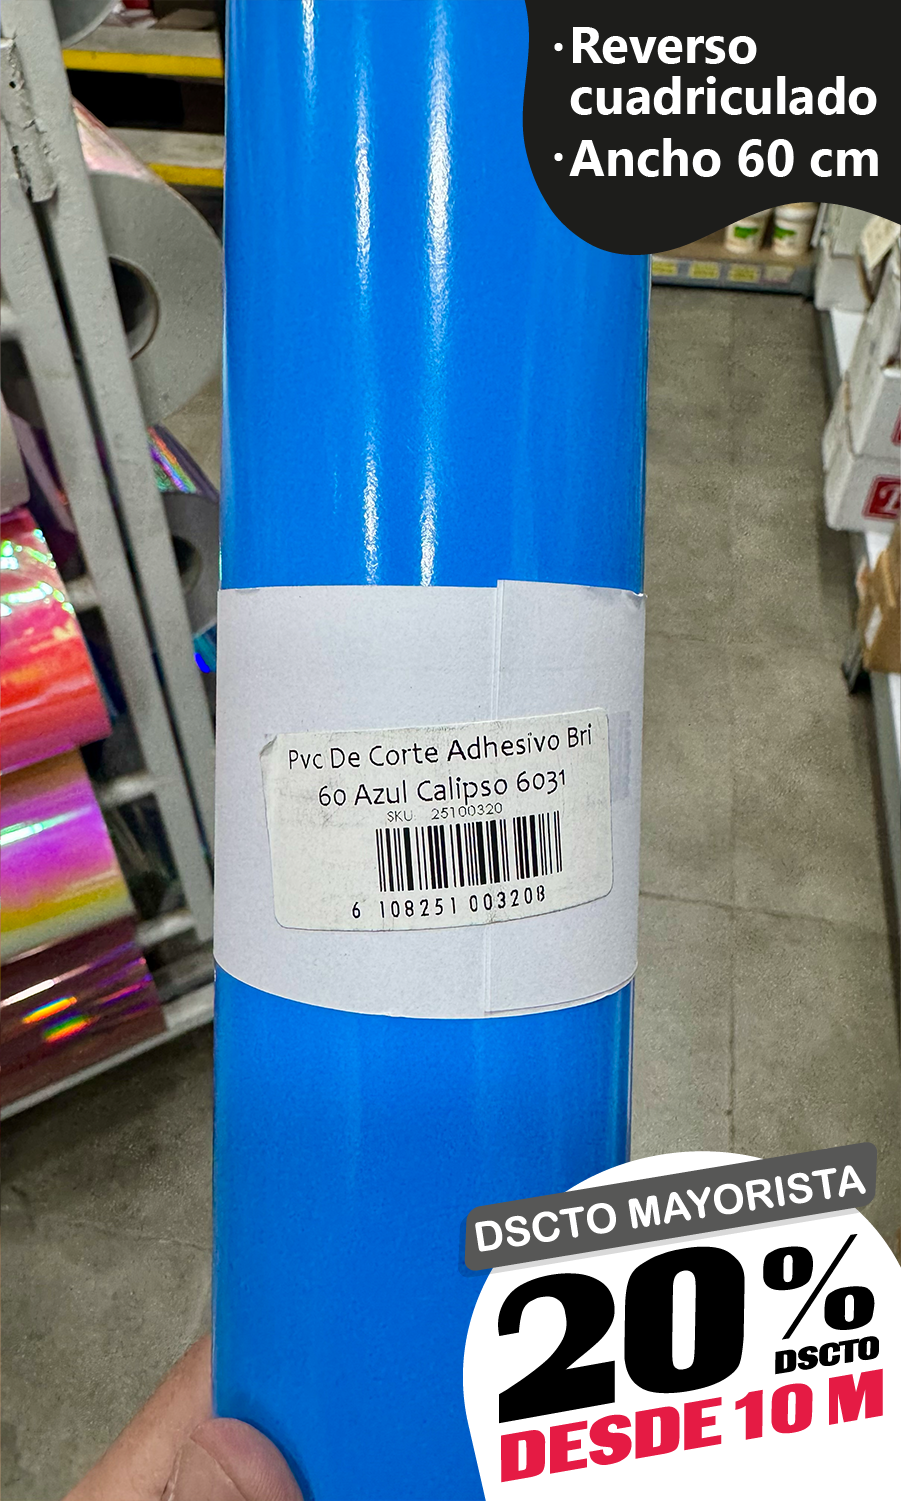 · Reverso
cuadriculado
· Ancho 60 cm
Pvc De Corte Adhesivo Bri
60 Azul Calipso 6031
SKU 25100320
6 108251 003208
DSCTO MAYORISTA
20%
DSCTO
DESDE 10 M